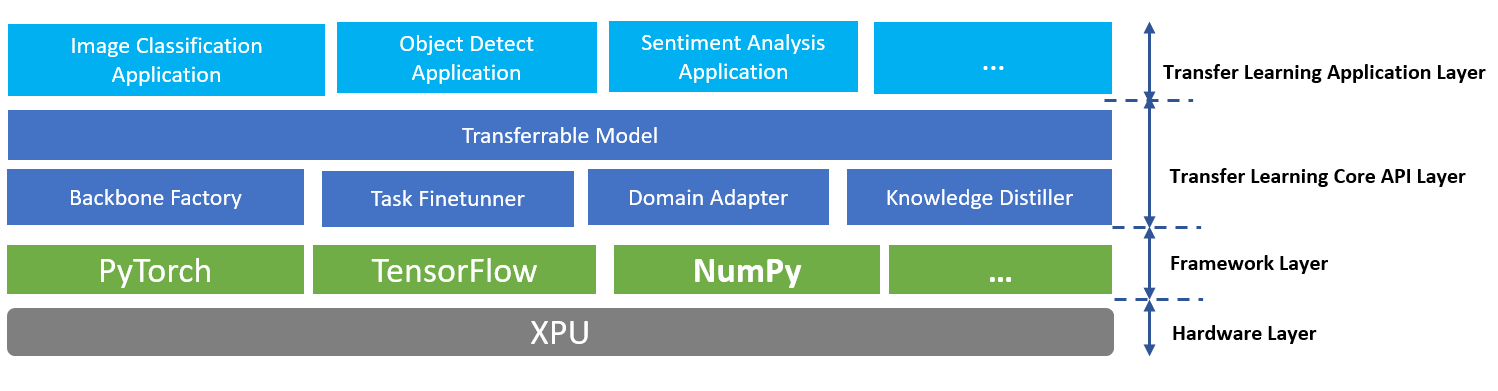 Image Classification
Application
Object Detect
Application
Sentiment Analysis
Application
...
Transfer Learning Application Layer
Transferrable Model
Backbone Factory
Task Finetunner
Domain Adapter
Knowledge Distiller
Transfer Learning Core API Layer
PyTorch
TensorFlow
NumPy
...
Framework Layer
XPU
Hardware Layer